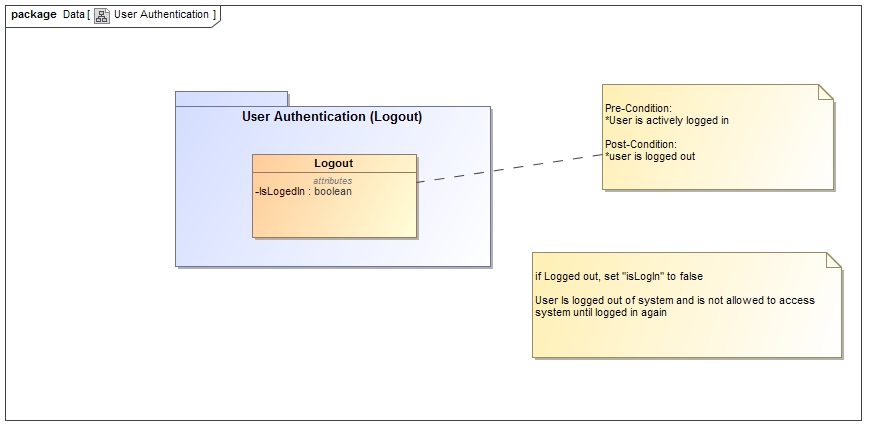 package Data [ User Authentication ]
User Authentication (Logout)
Logout
attributes
-IsLogedIn : boolean
Pre-Condition:
*User is actively logged in
Post-Condition:
*user is logged out
if Logged out, set "isLogIn" to false
User Is logged out of system and is not allowed to access
system until logged in again